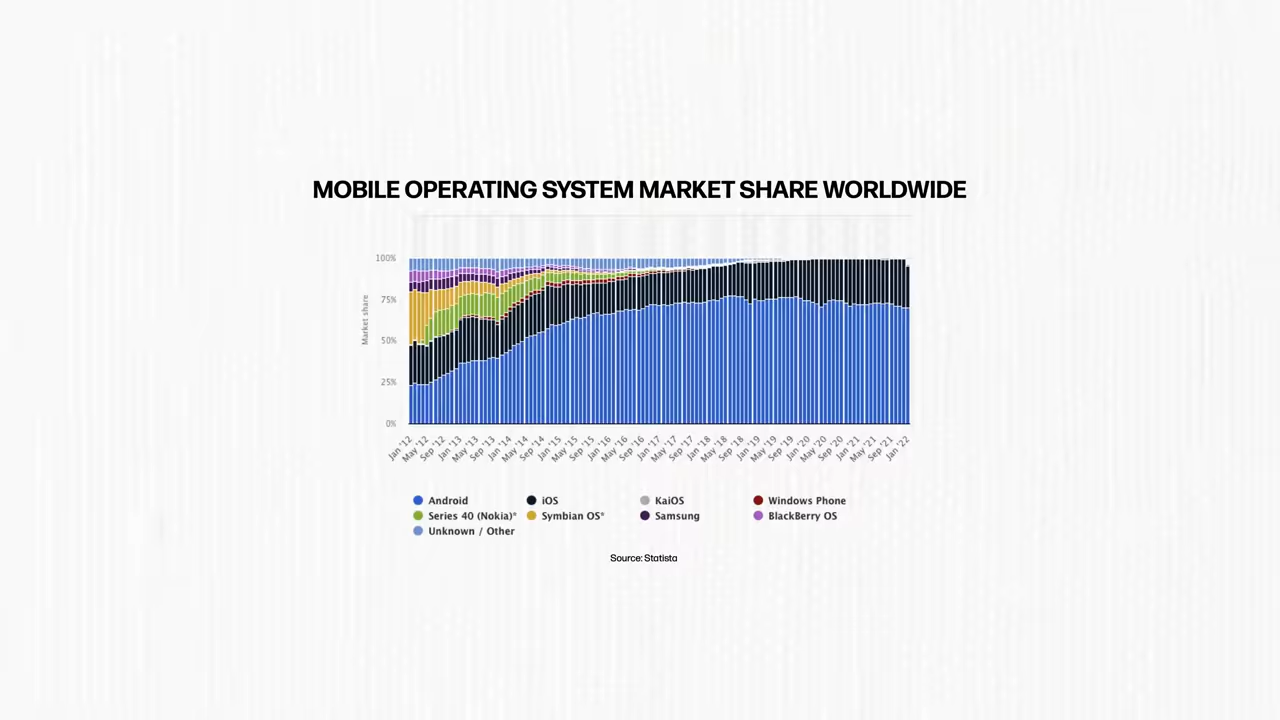 MOBILE OPERATING SYSTEM MARKET SHARE WORLDWIDE
Market share
100%
75%
50%
25%
0%
Jan '12
May '12
Sep '12
Jan '13
May '13
Sep '13
Jan '14
May '14
Sep '14
Jan '15
May '15
Sep '15
Jan '16
May '16
Sep '16
Jan '17
May '17
Sep '17
Jan '18
May '18
Sep '18
Jan '19
May '19
Sep '19
Jan '20
May '20
Sep '20
Jan '21
May '21
Sep '21
Jan '22
Android iOS KaiOS Windows Phone
Series 40 (Nokia)* Symbian OS* Samsung BlackBerry OS
Unknown / Other
Source: Statista